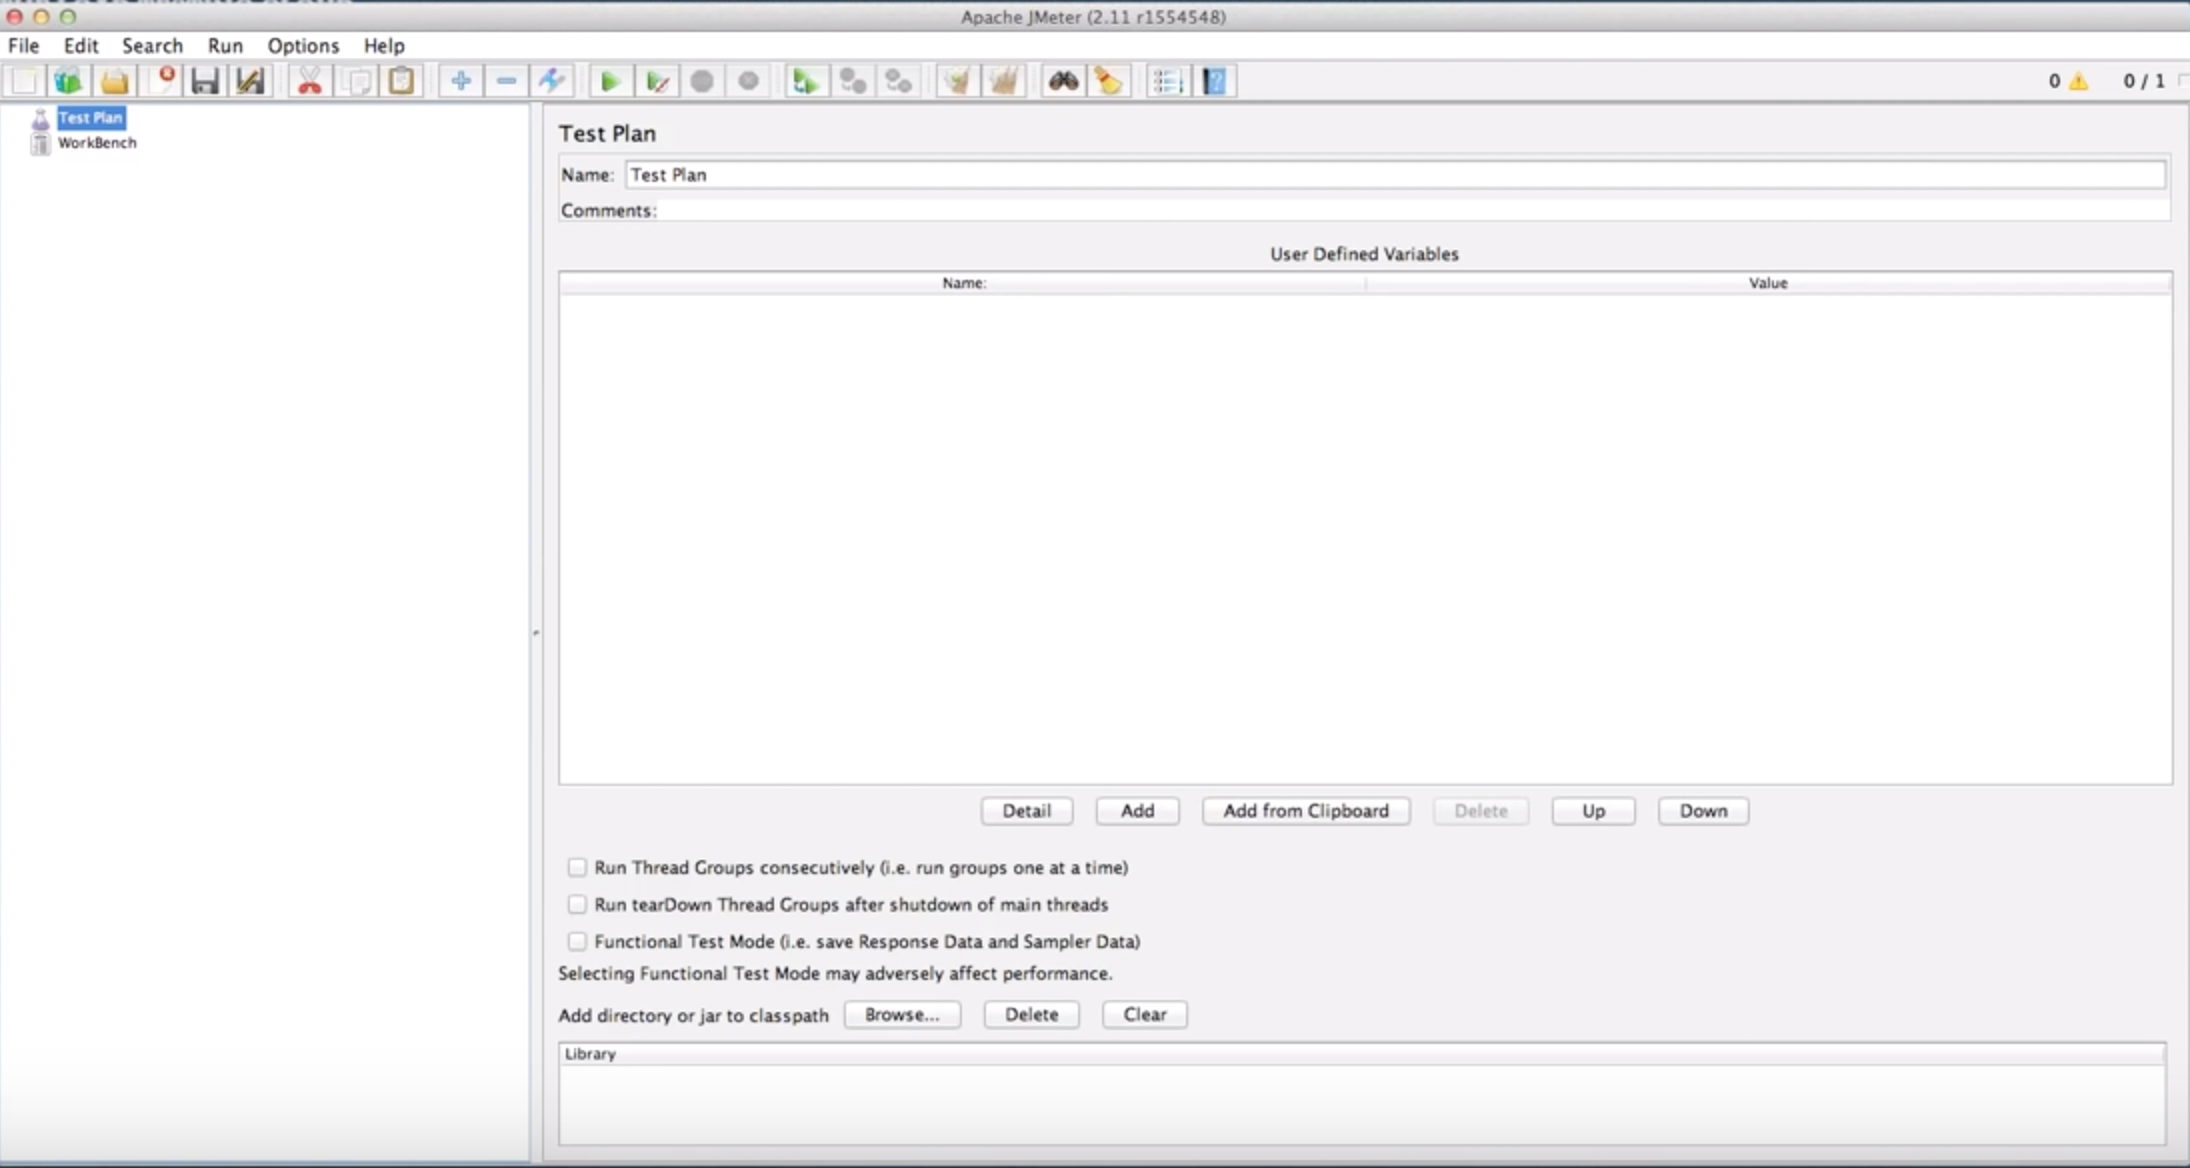 Apache JMeter (2.11 r1554548)
File Edit Search Run Options Help
0 0 / 1
Test Plan
WorkBench
Test Plan
Name: Test Plan
Comments:
User Defined Variables
Name: Value
Detail Add Add from Clipboard Delete Up Down
Run Thread Groups consecutively (i.e. run groups one at a time)
Run tearDown Thread Groups after shutdown of main threads
Functional Test Mode (i.e. save Response Data and Sampler Data)
Selecting Functional Test Mode may adversely affect performance.
Add directory or jar to classpath Browse... Delete Clear
Library